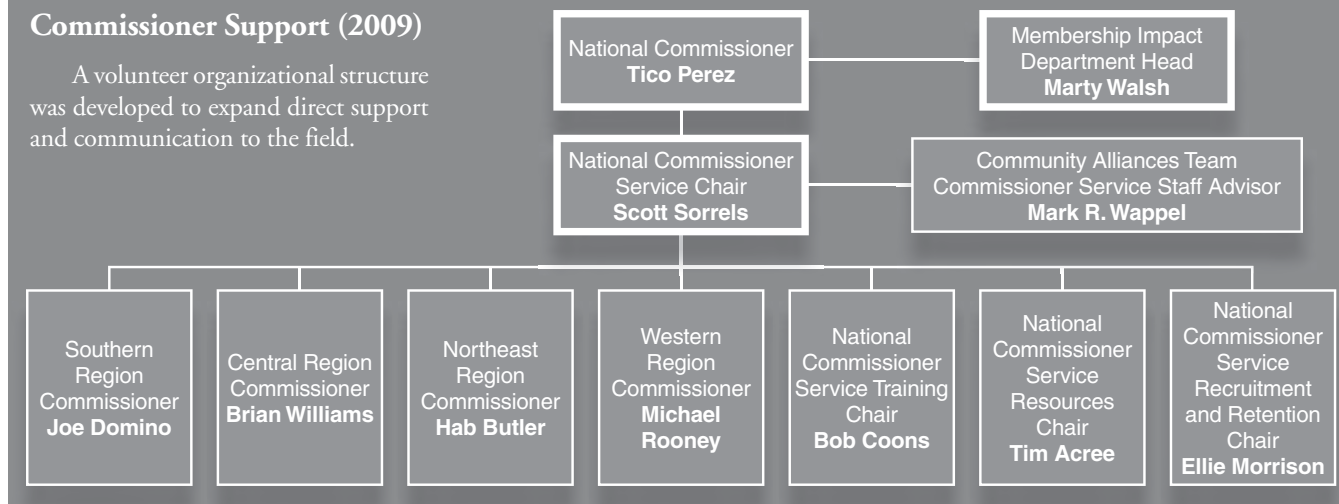 Commissioner Support (2009)
A volunteer organizational structure
was developed to expand direct support
and communication to the field.
National Commissioner
Tico Perez
Membership Impact
Department Head
Marty Walsh
National Commissioner
Service Chair
Scott Sorrels
Community Alliances Team
Commissioner Service Staff Advisor
Mark R. Wappel
Southern
Region
Commissioner
Joe Domino
Central Region
Commissioner
Brian Williams
Northeast
Region
Commissioner
Hab Butler
Western
Region
Commissioner
Michael
Rooney
National
Commissioner
Service Training
Chair
Bob Coons
National
Commissioner
Service
Resources
Chair
Tim Acree
National
Commissioner
Service
Recruitment
and Retention
Chair
Ellie Morrison